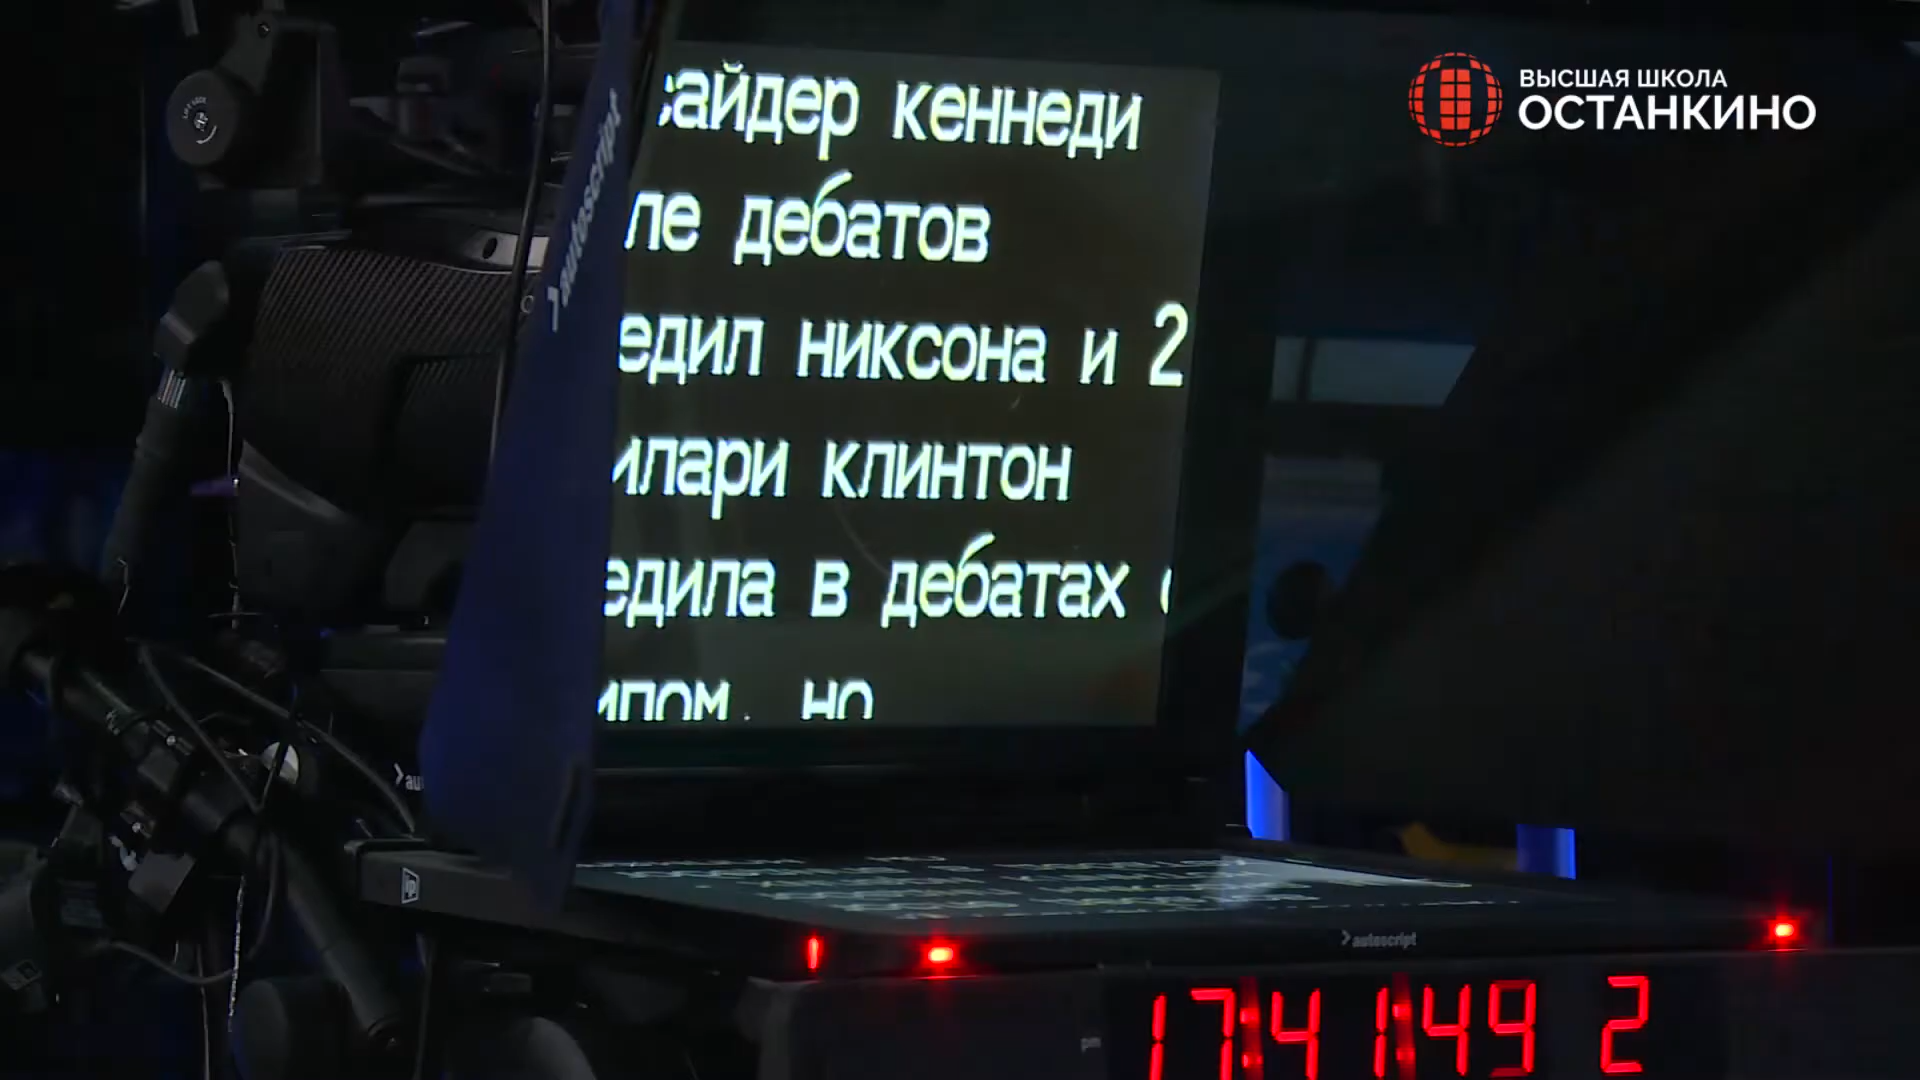 сайдер кеннеди
ле дебатов
едил никсона и 2
илари клинтон
едила в дебатах
ипом, но
ВЫСШАЯ ШКОЛА
ОСТАНКИНО
autoscript
autoscript
17:41:49 2